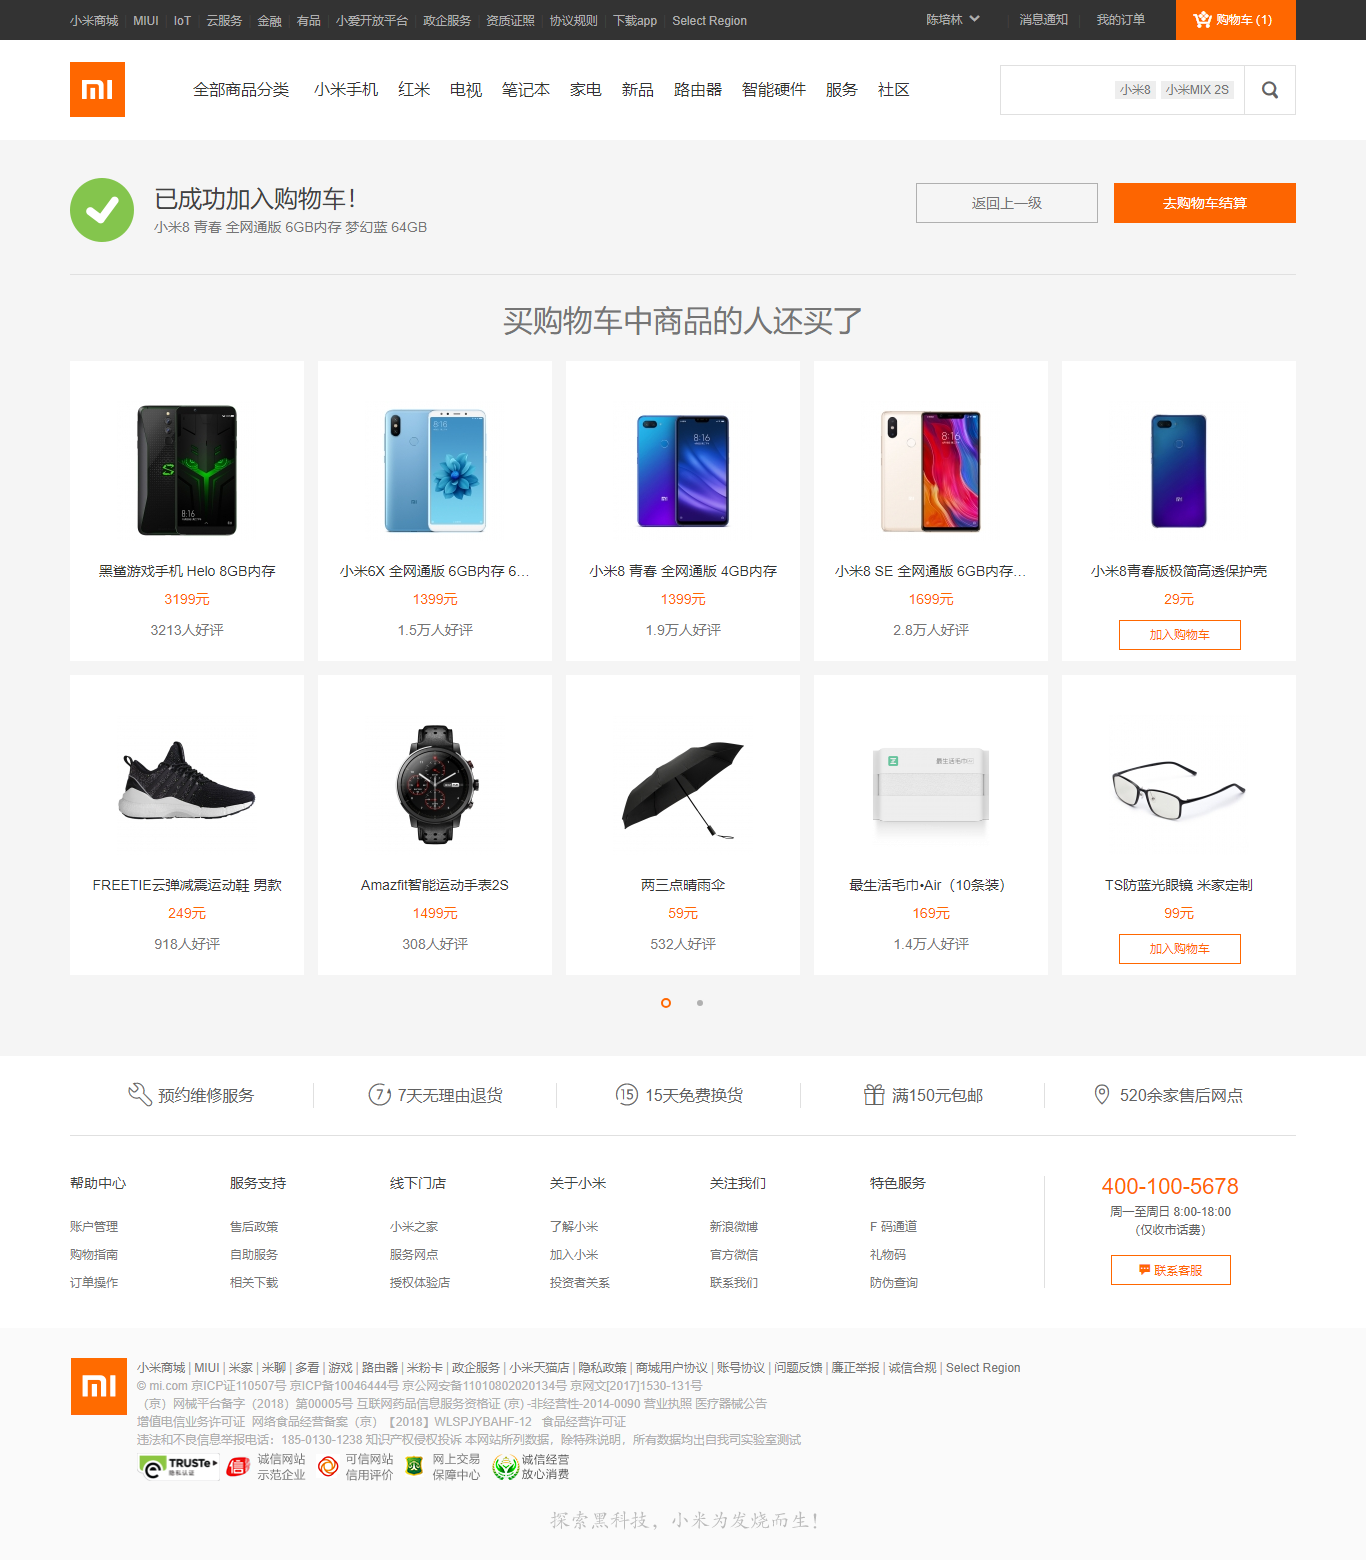 小米商城 MIUI IoT 云服务 金融 有品 小爱开放平台 政企服务 资质证照 协议规则 下载app Select Region 陈培林 消息通知 我的订单 购物车 (1)
mi 全部商品分类 小米手机 红米 电视 笔记本 家电 新品 路由器 智能硬件 服务 社区 小米8 小米MIX 2S
已成功加入购物车！
小米8 青春 全网通版 6GB内存 梦幻蓝 64GB
返回上一级 去购物车结算
买购物车中商品的人还买了
黑鲨游戏手机 Helo 8GB内存 小米6X 全网通版 6GB内存 6... 小米8 青春 全网通版 4GB内存 小米8 SE 全网通版 6GB内存... 小米8青春版极简高透保护壳
3199元 1399元 1399元 1699元 29元
3213人好评 1.5万人好评 1.9万人好评 2.8万人好评 加入购物车
FREETIE云弹减震运动鞋 男款 Amazfit智能运动手表2S 两三点晴雨伞 最生活毛巾•Air（10条装） TS防蓝光眼镜 米家定制
249元 1499元 59元 169元 99元
918人好评 308人好评 532人好评 1.4万人好评 加入购物车
预约维修服务 7 7天无理由退货 15 15天免费换货 满150元包邮 520余家售后网点
帮助中心 服务支持 线下门店 关于小米 关注我们 特色服务 400-100-5678
账户管理 售后政策 小米之家 了解小米 新浪微博 F 码通道 周一至周日 8:00-18:00
（仅收市话费）
购物指南 自助服务 服务网点 加入小米 官方微信 礼物码
订单操作 相关下载 授权体验店 投资者关系 联系我们 防伪查询 联系客服
mi 小米商城 | MIUI | 米家 | 米聊 | 多看 | 游戏 | 路由器 | 米粉卡 | 政企服务 | 小米天猫店 | 隐私政策 | 商城用户协议 | 账号协议 | 问题反馈 | 廉正举报 | 诚信合规 | Select Region
© mi.com 京ICP证110507号 京ICP备10046444号 京公网安备11010802020134号 京网文[2017]1530-131号
（京）网械平台备字（2018）第00005号 互联网药品信息服务资格证 (京) -非经营性-2014-0090 营业执照 医疗器械公告
增值电信业务许可证 网络食品经营备案（京）【2018】WLSPJYBAHF-12 食品经营许可证
违法和不良信息举报电话：185-0130-1238 知识产权侵权投诉 本网站所列数据，除特殊说明，所有数据均出自我司实验室测试
TRUSTe 隐私认证 信 诚信网站 可信网站 网上交易 诚信经营
示范企业 信用评价 保障中心 放心消费
探索黑科技，小米为发烧而生！